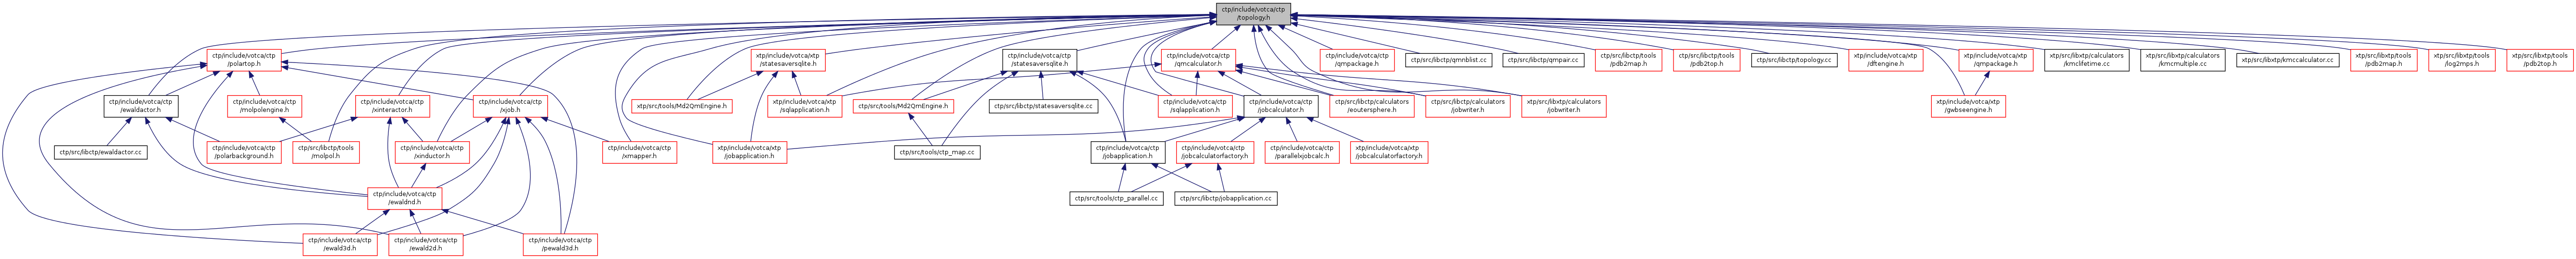 ctp/include/votca/ctp
/topology.h
ctp/include/votca/ctp
/polartop.h
xtp/include/votca/xtp
/statesaversqlite.h
ctp/include/votca/ctp
/statesaversqlite.h
ctp/include/votca/ctp
/qmcalculator.h
ctp/include/votca/ctp
/qmpackage.h
ctp/src/libctp/qmnblist.cc
ctp/src/libctp/qmpair.cc
ctp/src/libctp/tools
/pdb2map.h
ctp/src/libctp/tools
/pdb2top.h
ctp/src/libctp/topology.cc
xtp/include/votca/xtp
/dftengine.h
xtp/include/votca/xtp
/qmpackage.h
xtp/src/libxtp/calculators
/kmclifetime.cc
xtp/src/libxtp/calculators
/kmcmultiple.cc
xtp/src/libxtp/kmccalculator.cc
xtp/src/libxtp/tools
/pdb2map.h
xtp/src/libxtp/tools
/log2mps.h
xtp/src/libxtp/tools
/pdb2top.h
ctp/include/votca/ctp
/ewaldactor.h
ctp/include/votca/ctp
/molpolengine.h
ctp/include/votca/ctp
/xinteractor.h
ctp/include/votca/ctp
/xjob.h
xtp/src/tools/Md2QmEngine.h
xtp/include/votca/xtp
/sqlapplication.h
ctp/src/tools/Md2QmEngine.h
ctp/src/libctp/statesaversqlite.cc
ctp/include/votca/ctp
/sqlapplication.h
ctp/include/votca/ctp
/jobcalculator.h
ctp/src/libctp/calculators
/eoutersphere.h
ctp/src/libctp/calculators
/jobwriter.h
xtp/src/libxtp/calculators
/jobwriter.h
xtp/include/votca/xtp
/gwbseengine.h
ctp/src/libctp/ewaldactor.cc
ctp/include/votca/ctp
/polarbackground.h
ctp/src/libctp/tools
/molpol.h
ctp/include/votca/ctp
/xinductor.h
ctp/include/votca/ctp
/xmapper.h
xtp/include/votca/xtp
/jobapplication.h
ctp/src/tools/ctp_map.cc
ctp/include/votca/ctp
/jobapplication.h
ctp/include/votca/ctp
/jobcalculatorfactory.h
ctp/include/votca/ctp
/parallelxjobcalc.h
xtp/include/votca/xtp
/jobcalculatorfactory.h
ctp/include/votca/ctp
/ewaldnd.h
ctp/src/tools/ctp_parallel.cc
ctp/src/libctp/jobapplication.cc
ctp/include/votca/ctp
/ewald3d.h
ctp/include/votca/ctp
/ewald2d.h
ctp/include/votca/ctp
/pewald3d.h